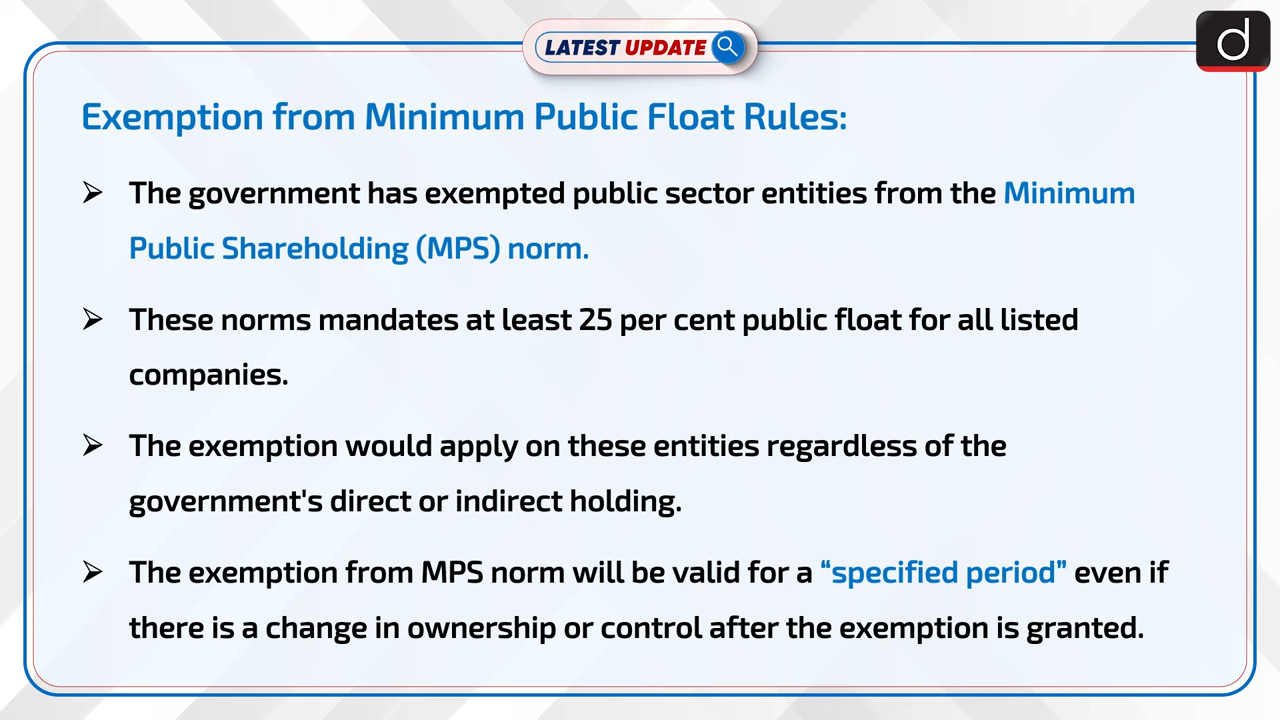 LATEST UPDATE
d
Exemption from Minimum Public Float Rules:
➢ The government has exempted public sector entities from the Minimum
Public Shareholding (MPS) norm.
➢ These norms mandates at least 25 per cent public float for all listed
companies.
➢ The exemption would apply on these entities regardless of the
government's direct or indirect holding.
➢ The exemption from MPS norm will be valid for a “specified period” even if
there is a change in ownership or control after the exemption is granted.